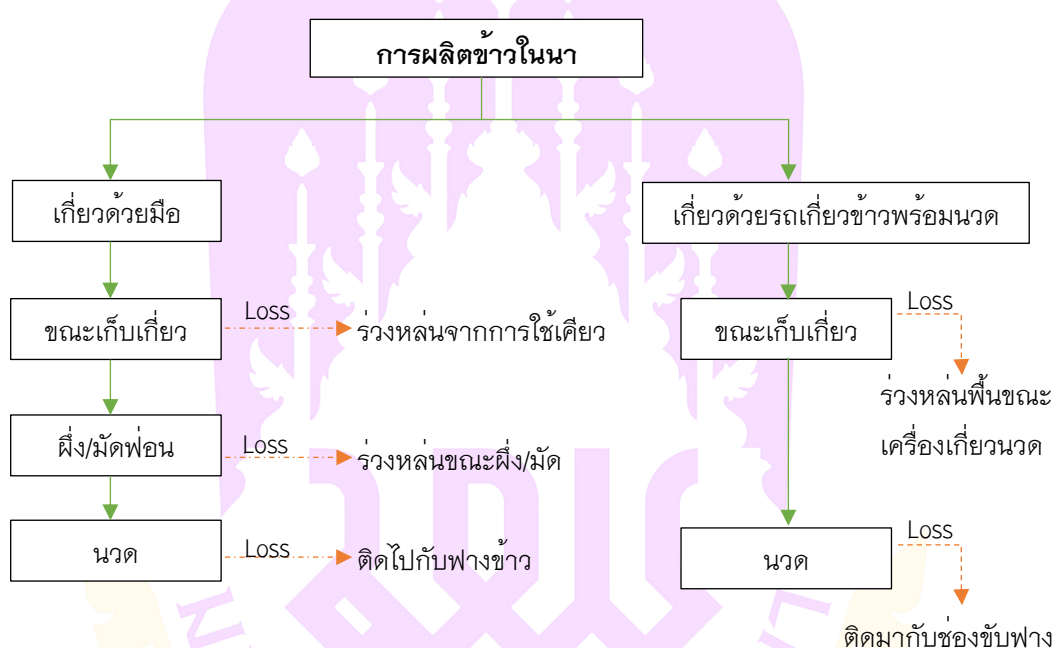 การผลิตข้าวในนา
เกี่ยวด้วยมือ
เกี่ยวด้วยรถเกี่ยวข้าวพร้อมนวด
ขณะเก็บเกี่ยว
Loss
ร่วงหล่นจากการใช้เคียว
ขณะเก็บเกี่ยว
Loss
ร่วงหล่นพื้นขณะ
เครื่องเกี่ยวนวด
ผึ่ง/มัดฟ่อน
Loss
ร่วงหล่นขณะผึ่ง/มัด
นวด
Loss
ติดไปกับฟางข้าว
นวด
Loss
ติดมากับช่องขับฟาง